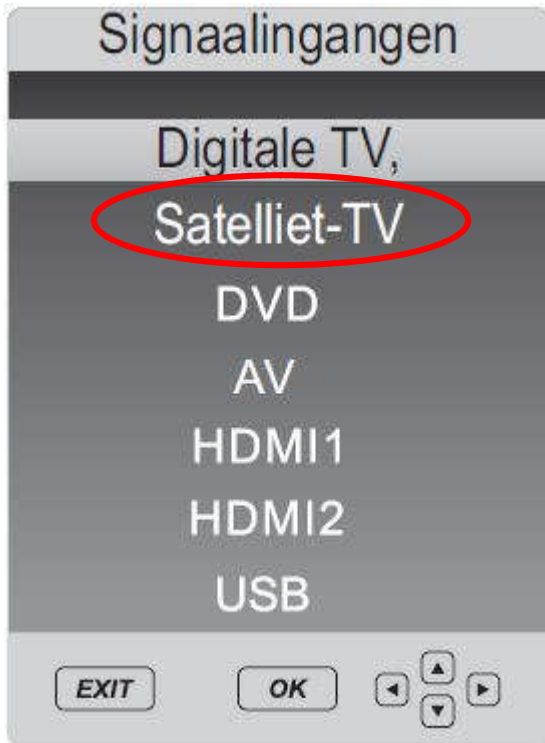 Signaalingangen
Digitale TV,
Satelliet-TV
DVD
AV
HDMI1
HDMI2
USB
EXIT OK